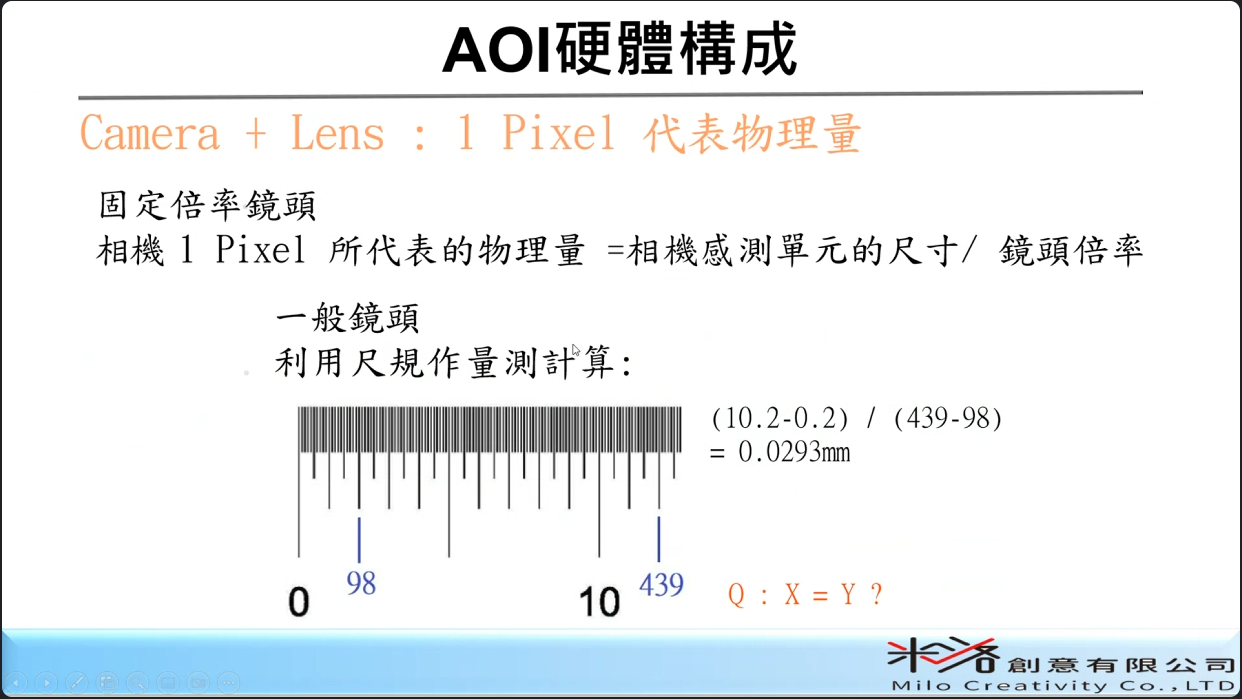 AOI硬體構成
Camera + Lens : 1 Pixel 代表物理量
固定倍率鏡頭
相機 1 Pixel 所代表的物理量 =相機感測單元的尺寸/ 鏡頭倍率
一般鏡頭
利用尺規作量測計算:
(10.2-0.2) / (439-98)
= 0.0293mm
98
439
0
10
Q : X = Y ?
米洛創意有限公司
Milo Creativity Co.,LTD